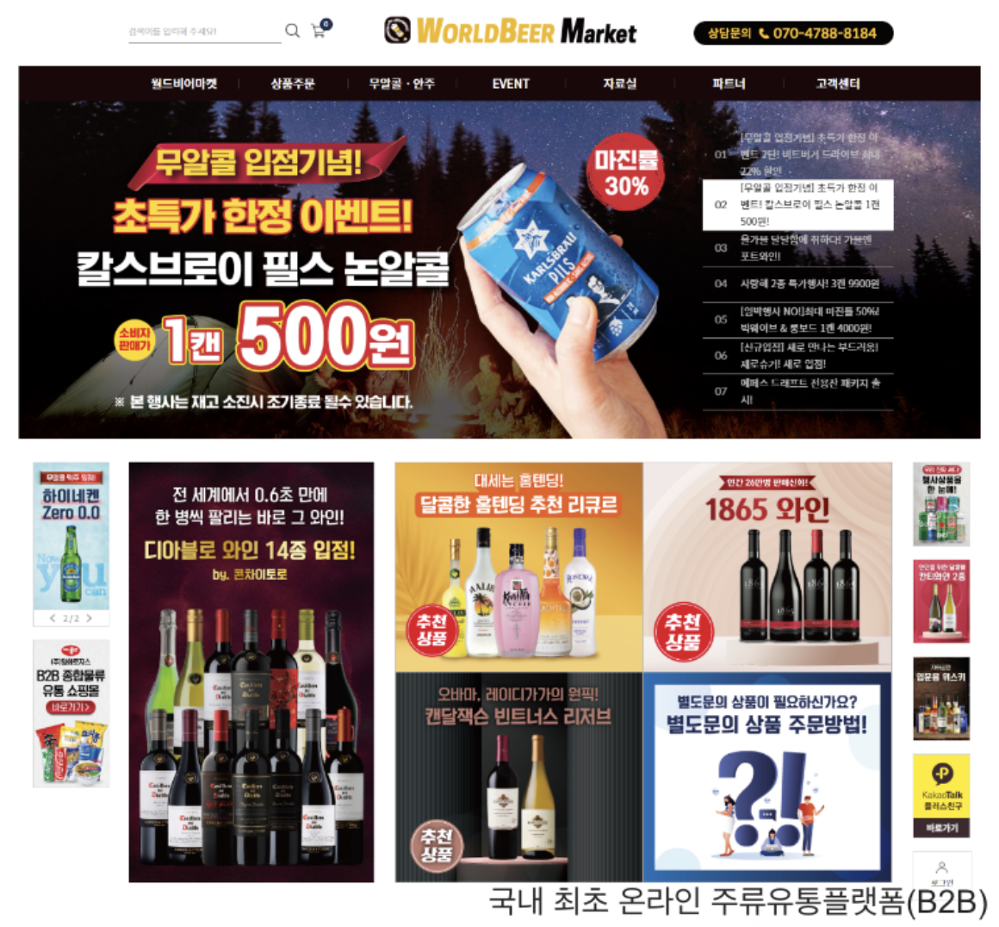 검색어를 입력해 주세요!
0
WORLDBEER Market
상담문의 070-4788-8184
월드비어마켓
상품주문
무알콜 · 안주
EVENT
자료실
파트너
고객센터
무알콜 입점기념!
초특가 한정 이벤트!
칼스브로이 필스 논알콜
소비자
판매가
1캔 500원
※ 본 행사는 재고 소진시 조기종료 될수 있습니다.
마진률
30%
KARLSBRÄU
PILS
01
[무알콜 입점기념] 초특가 한정 이
벤트 2탄! 비트버거 드라이브 최대
22% 할인
02
[무알콜 입점기념] 초특가 한정 이
벤트! 칼스브로이 필스 논알콜 1캔
500원!
03
달달함에 취하다!
포트와인!
04
사랑해 2종 특가행사! 3캔 9900원
05
[임박행사 NO!]최대 마진률 50%!
빅웨이브 & 롱보드 1캔 4000원!
06
[신규입점] 새로 만나는 부드러움!
새로 입점!
07
에페스 드래프트 전용잔 패키지 출
시!
무알콜 맥주 입점!
하이네켄
Zero 0.0
Now
you
can
2/2
B2B 종합물류
유통 쇼핑몰
바로가기
전 세계에서 0.6초 만에
한 병씩 팔리는 바로 그 와인!
디아블로 와인 14종 입점!
by. 콘차이토로
대세는 홈텐딩!
달콤한 홈텐딩 추천 리큐르
추천
상품
연간 26만병 판매신화!
1865 와인
추천
상품
오바마, 레이디가가의 원픽!
캔달잭슨 빈트너스 리저브
추천
상품
별도문의 상품이 필요하신가요?
별도문의 상품 주문방법!
?!
행사상품을
한 눈에!
칸티와인 2종
입문용 위스키
P
KakaoTalk
플러스친구
바로가기
로그인
국내 최초 온라인 주류유통플랫폼(B2B)